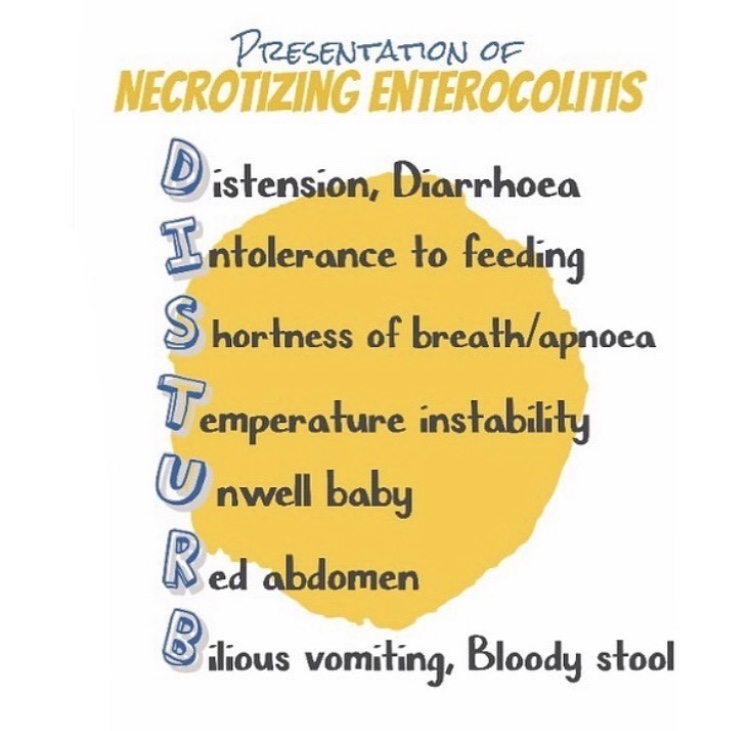 PRESENTATION OF
NECROTIZING ENTEROCOLITIS
Distension, Diarrhoea
Intolerance to feeding
Shortness of breath/apnoea
Temperature instability
Unwell baby
Red abdomen
Bilious vomiting, Bloody stool